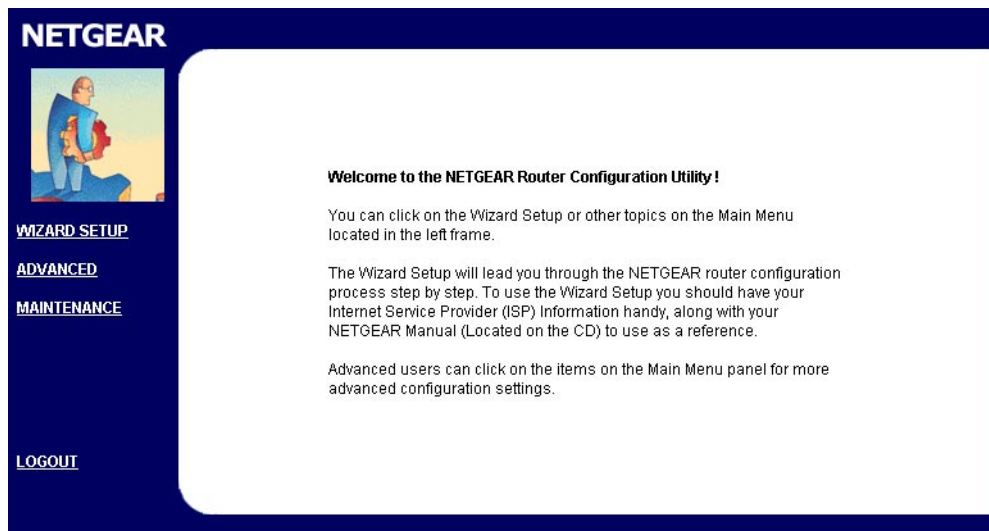 NETGEAR
WIZARD SETUP
ADVANCED
MAINTENANCE
LOGOUT
Welcome to the NETGEAR Router Configuration Utility !
You can click on the Wizard Setup or other topics on the Main Menu
located in the left frame.
The Wizard Setup will lead you through the NETGEAR router configuration
process step by step. To use the Wizard Setup you should have your
Internet Service Provider (ISP) Information handy, along with your
NETGEAR Manual (Located on the CD) to use as a reference.
Advanced users can click on the items on the Main Menu panel for more
advanced configuration settings.